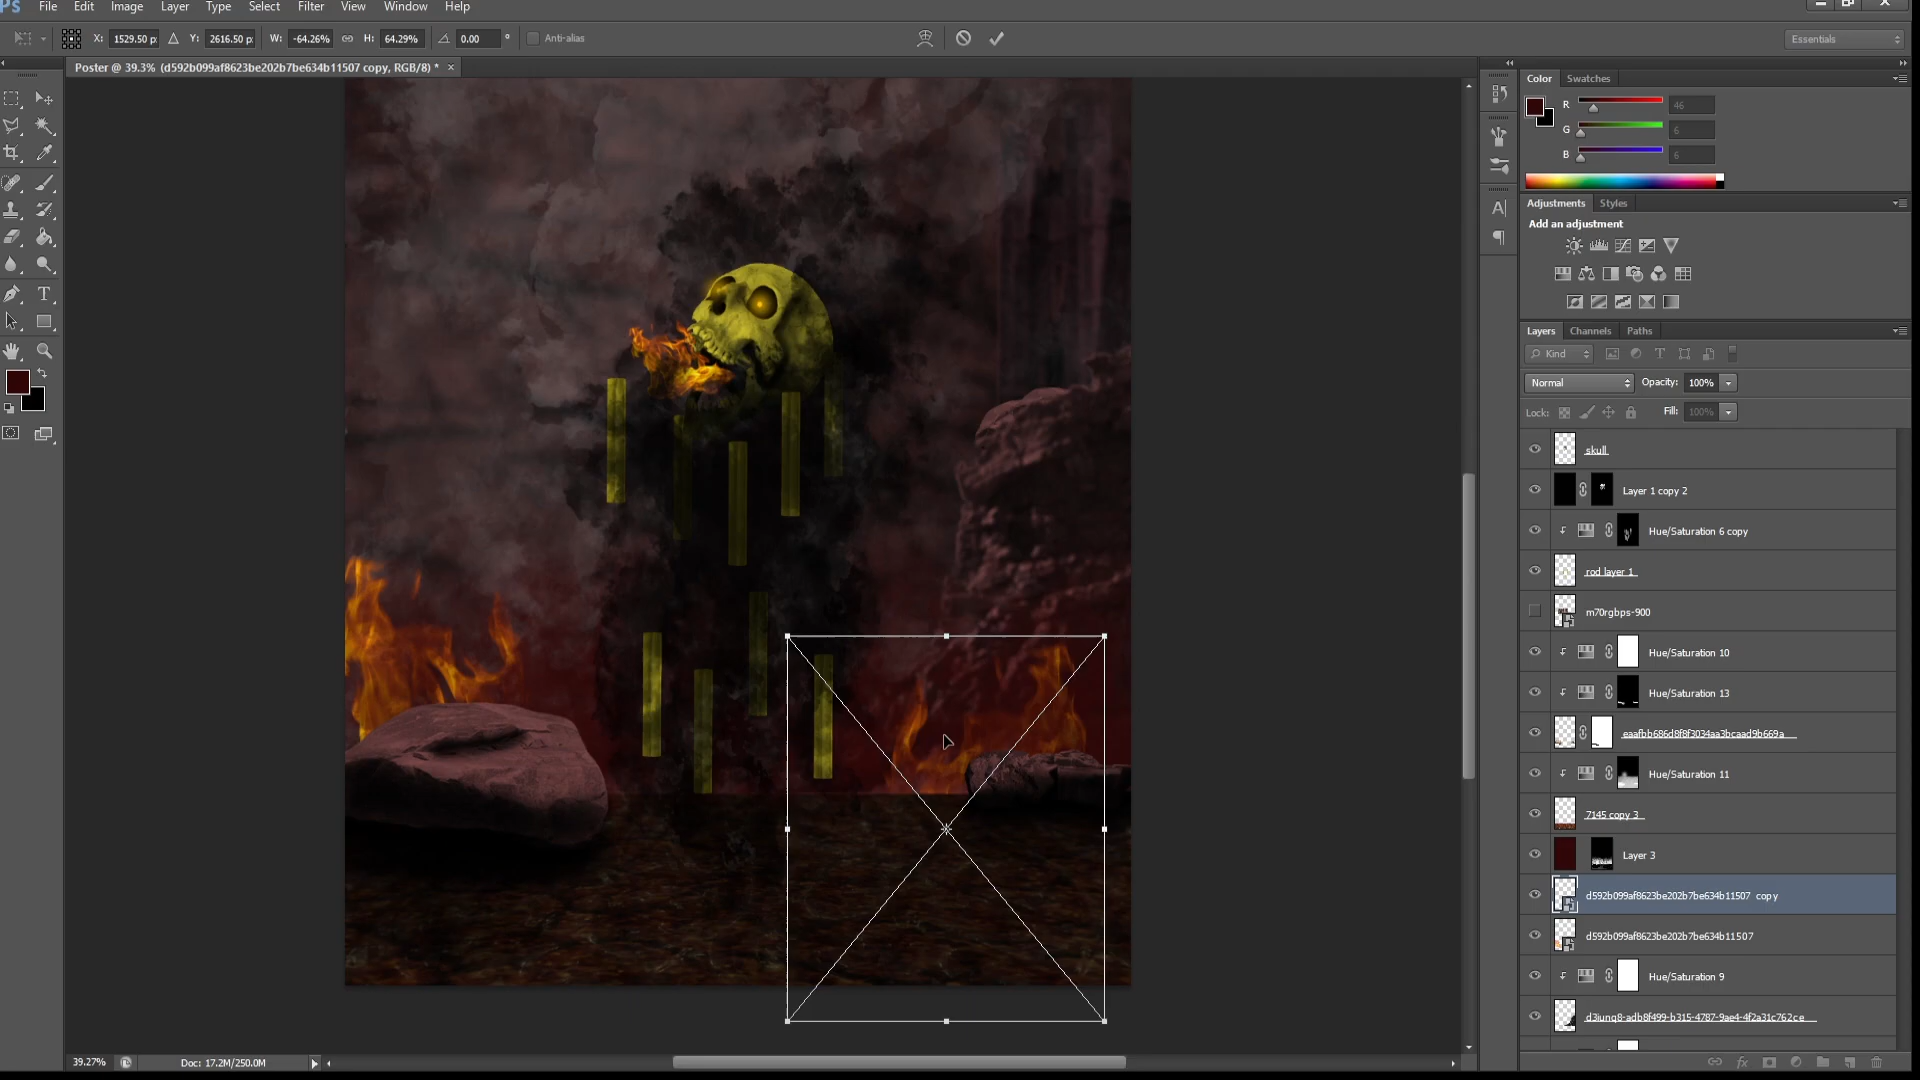 PS File Edit Image Layer Type Select Filter View Window Help
X: 1529.50 p: Y: 2616.50 p: W: -64.26% H: 64.29% 0.00 ° Anti-alias Essentials
Poster @ 39.3% (d592b099af8623be202b7be634b11507 copy, RGB/8) * ×
Color Swatches
R 46
G 6
B 6
Adjustments Styles
Add an adjustment
Layers Channels Paths
Kind
Normal Opacity: 100%
Lock: Fill: 100%
skull
Layer 1 copy 2
Hue/Saturation 6 copy
rod layer 1
m70rgbps-900
Hue/Saturation 10
Hue/Saturation 13
eaafbb686d8f8f3034aa3bcaad9b669a
Hue/Saturation 11
7145 copy 3
Layer 3
d592b099af8623be202b7be634b11507 copy
d592b099af8623be202b7be634b11507
Hue/Saturation 9
d3iung8-adb8f499-b315-4787-9ae4-4f2a31c762ce
39.27% Doc: 17.2M/250.0M